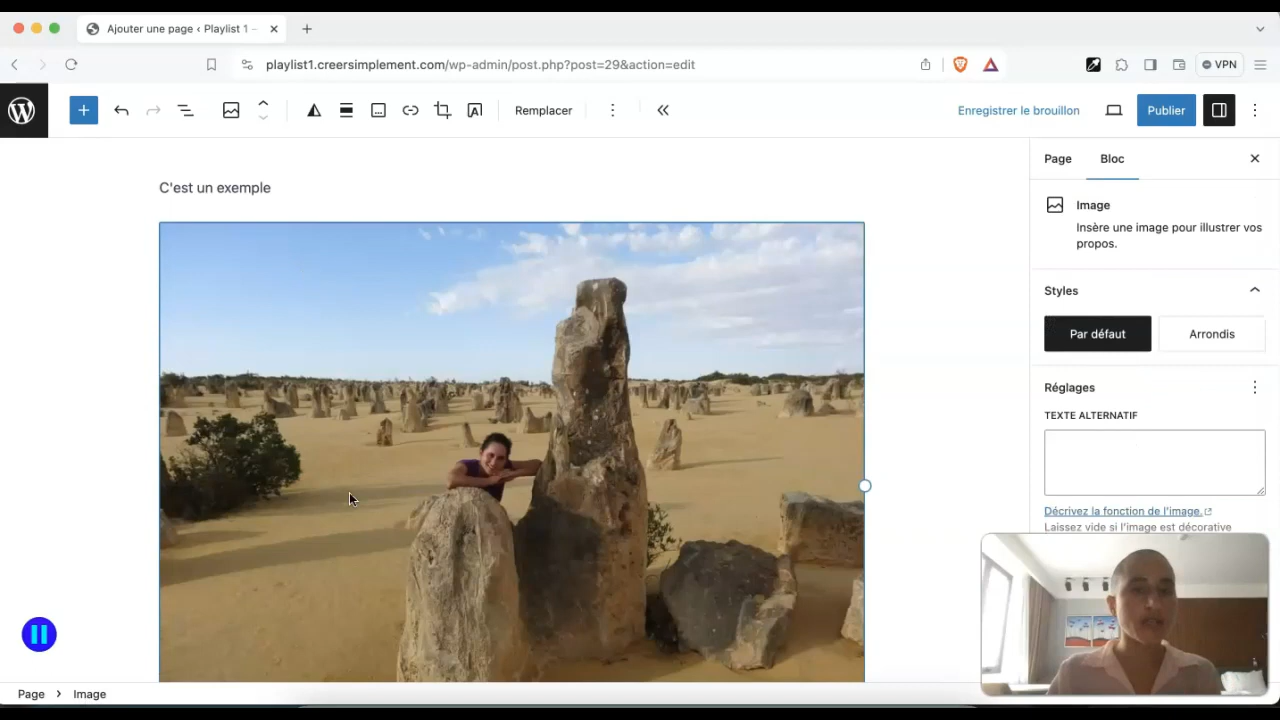 Ajouter une page ‹ Playlist 1 -
playlist1.creersimplement.com/wp-admin/post.php?post=29&action=edit
VPN
Remplacer
Enregistrer le brouillon
Publier
C'est un exemple
Page
Bloc
Image
Insère une image pour illustrer vos
propos.
Styles
Par défaut
Arrondis
Réglages
TEXTE ALTERNATIF
Décrivez la fonction de l'image.
Laissez vide si l'image est décorative
Page > Image